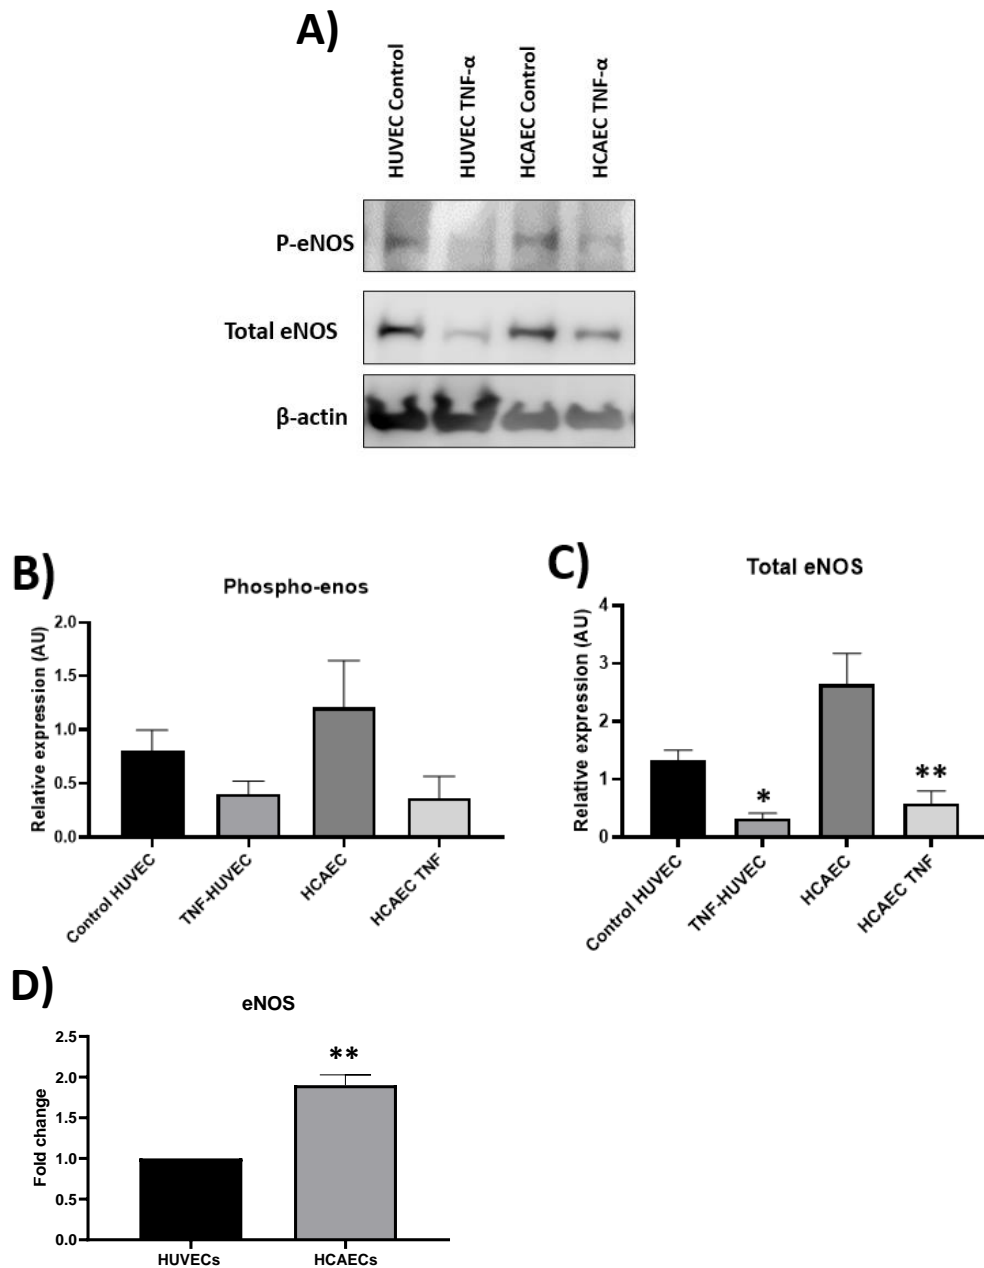 A)
HUVEC Control
HUVEC TNF-α
HCAEC Control
HCAEC TNF-α
P-eNOS
Total eNOS
β-actin
B)
Phospho-enos
Relative expression (AU)
2.0
1.5
1.0
0.5
0.0
Control HUVEC
TNF-HUVEC
HCAEC
HCAEC TNF
C)
Total eNOS
Relative expression (AU)
4
3
2
1
0
*
**
Control HUVEC
TNF-HUVEC
HCAEC
HCAEC TNF
D)
eNOS
Fold change
2.5
2.0
1.5
1.0
0.5
0.0
**
HUVECs
HCAECs